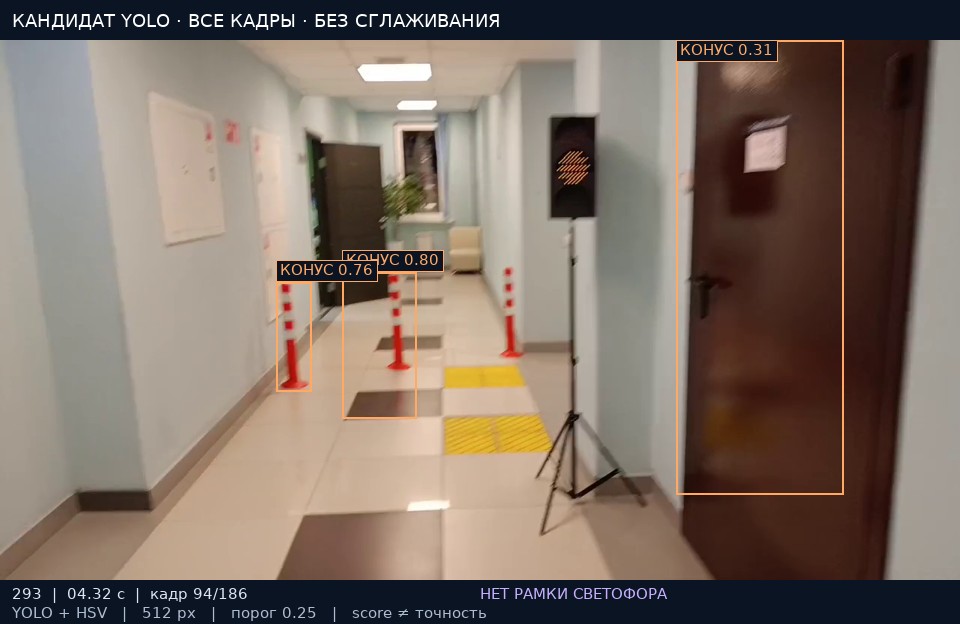 КАНДИДАТ YOLO · ВСЕ КАДРЫ · БЕЗ СГЛАЖИВАНИЯ
КОНУС 0.31
КОНУС 0.80
КОНУС 0.76
293 | 04.32 с | кадр 94/186
НЕТ РАМКИ СВЕТОФОРА
YOLO + HSV | 512 px | порог 0.25 | score ≠ точность